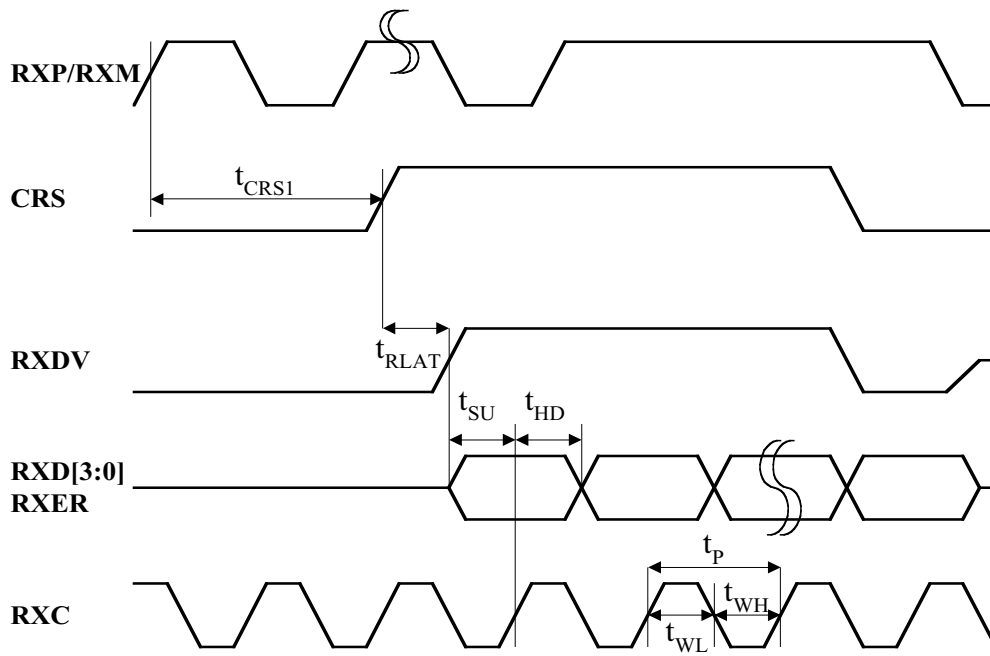 RXP/RXM
CRS
t_CRS1
RXDV
t_RLAT
t_SU
t_HD
RXD[3:0]
RXER
t_P
RXC
t_WH
t_WL